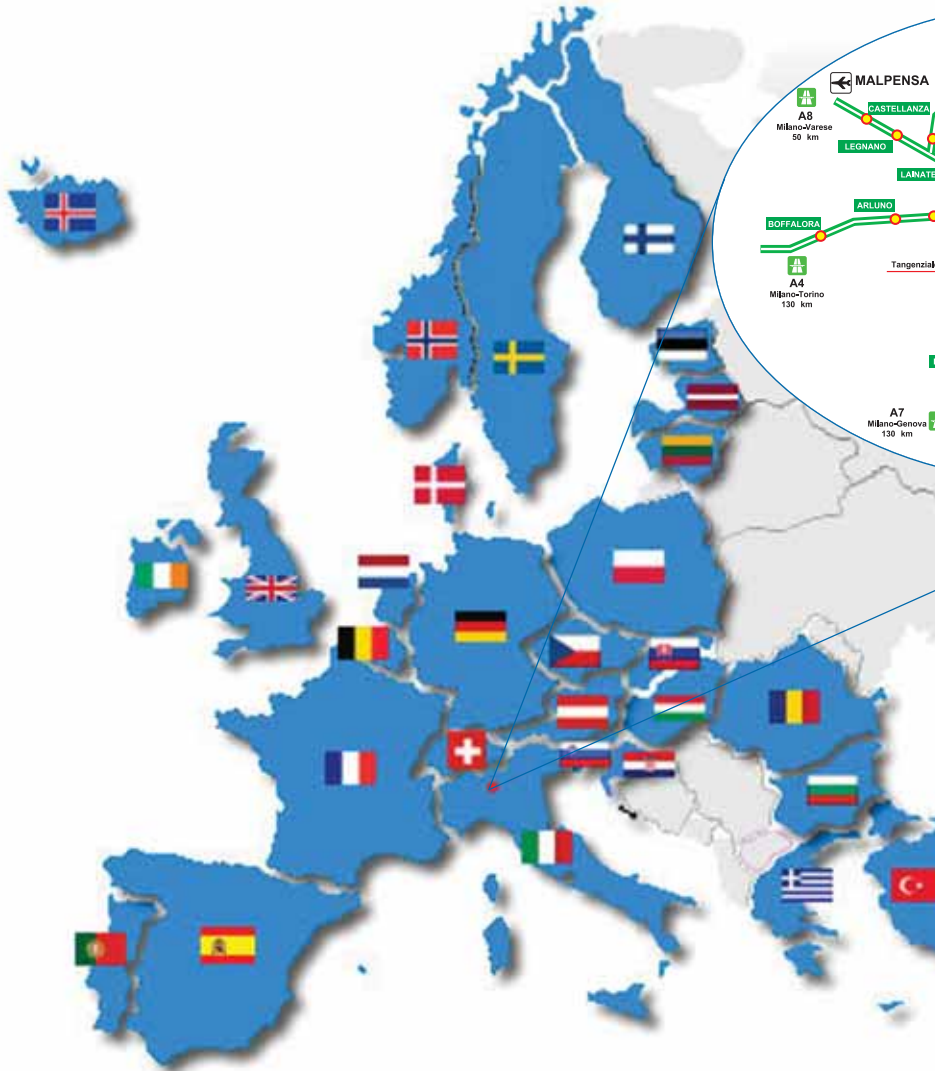 MALPENSA
A8
Milano-Varese
50 km
CASTELLANZA
LEGNANO
LAINATE
ARLUNO
BOFFALORA
A4
Milano-Torino
130 km
A7
Milano-Genova
130 km